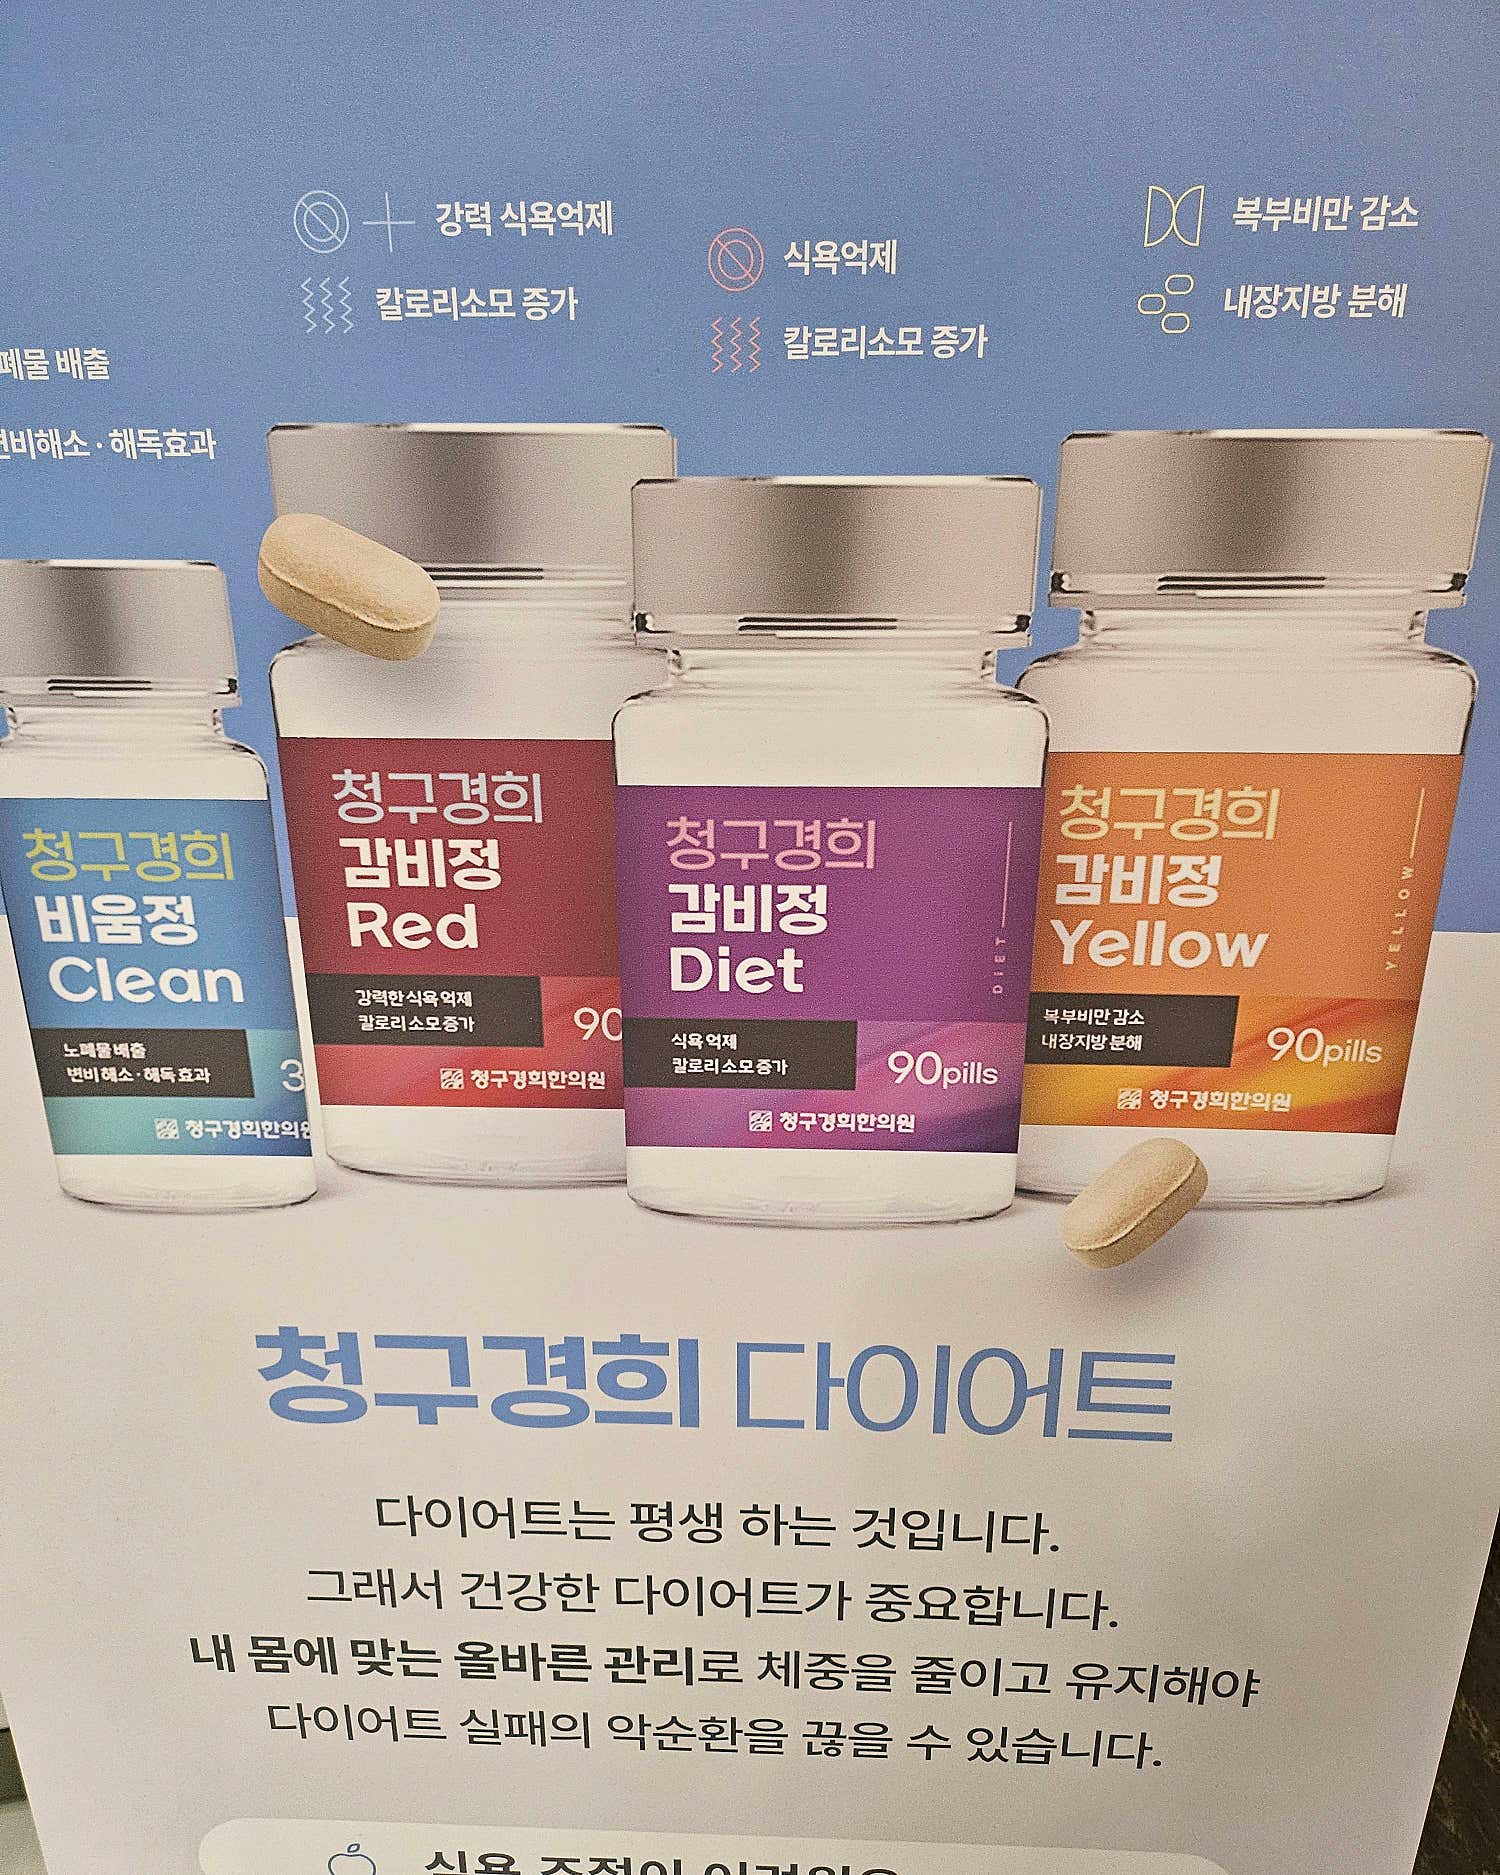 강력 식욕억제
칼로리소모 증가
식욕억제
칼로리소모 증가
복부비만 감소
내장지방 분해
배출
해독효과
청구경희
비움정
Clean
노폐물 배출
변비 해소 · 해독 효과
청구경희한의원
청구경희
감비정
Red
강력한 식욕 억제
칼로리 소모 증가
90
청구경희한의원
청구경희
감비정
Diet
DIET
식욕 억제
칼로리 소모 증가
90pills
청구경희한의원
청구경희
감비정
Yellow
YELLOW
복부비만 감소
내장지방 분해
90pills
청구경희한의원
청구경희 다이어트
다이어트는 평생 하는 것입니다.
그래서 건강한 다이어트가 중요합니다.
내 몸에 맞는 올바른 관리로 체중을 줄이고 유지해야
다이어트 실패의 악순환을 끊을 수 있습니다.